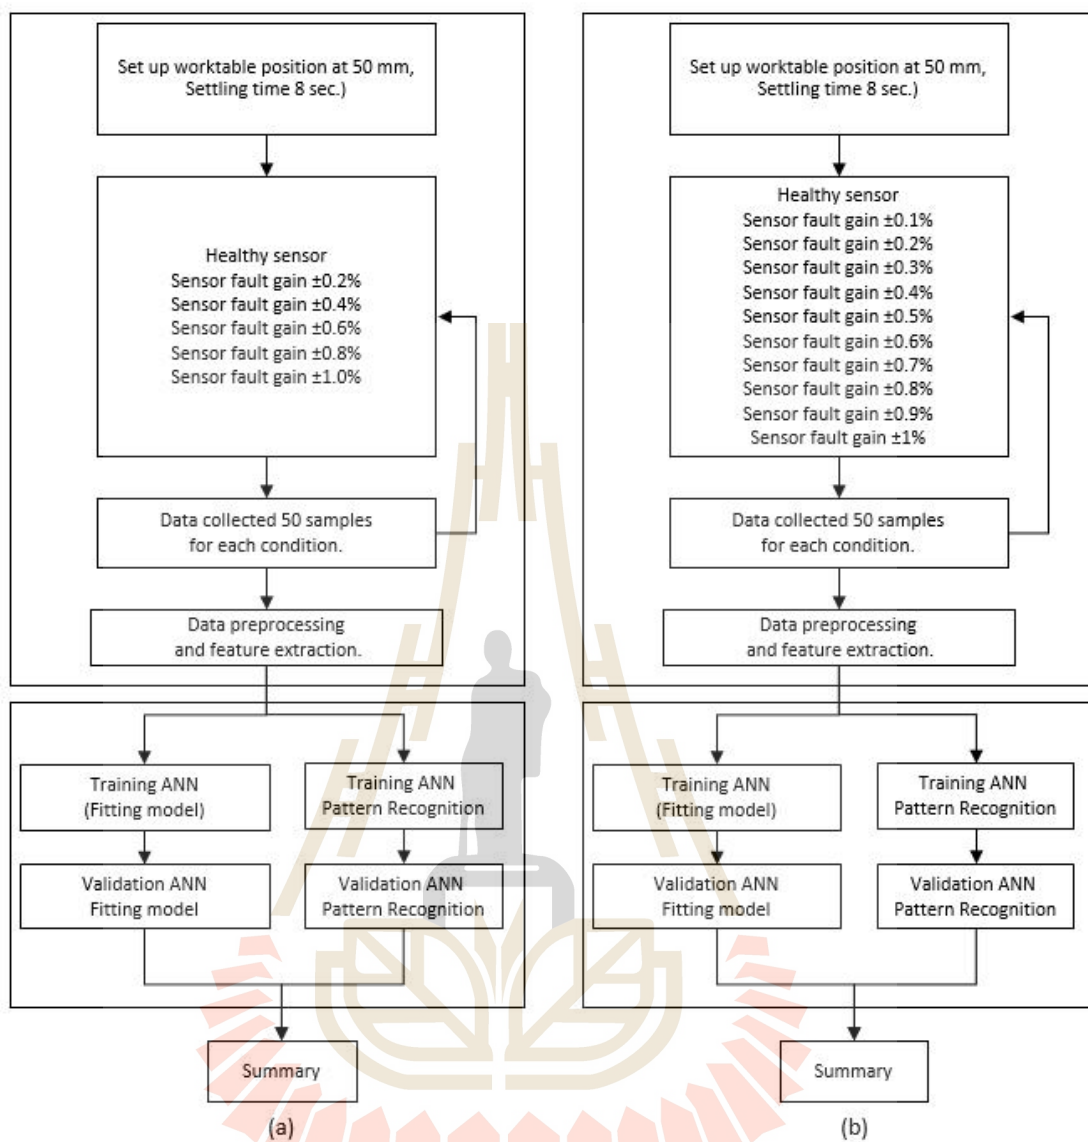 Set up worktable position at 50 mm,
Settling time 8 sec.)
Healthy sensor
Sensor fault gain ±0.2%
Sensor fault gain ±0.4%
Sensor fault gain ±0.6%
Sensor fault gain ±0.8%
Sensor fault gain ±1.0%
Data collected 50 samples
for each condition.
Data preprocessing
and feature extraction.
Training ANN
(Fitting model)
Training ANN
Pattern Recognition
Validation ANN
Fitting model
Validation ANN
Pattern Recognition
Summary
(a)
Set up worktable position at 50 mm,
Settling time 8 sec.)
Healthy sensor
Sensor fault gain ±0.1%
Sensor fault gain ±0.2%
Sensor fault gain ±0.3%
Sensor fault gain ±0.4%
Sensor fault gain ±0.5%
Sensor fault gain ±0.6%
Sensor fault gain ±0.7%
Sensor fault gain ±0.8%
Sensor fault gain ±0.9%
Sensor fault gain ±1%
Data collected 50 samples
for each condition.
Data preprocessing
and feature extraction.
Training ANN
(Fitting model)
Training ANN
Pattern Recognition
Validation ANN
Fitting model
Validation ANN
Pattern Recognition
Summary
(b)